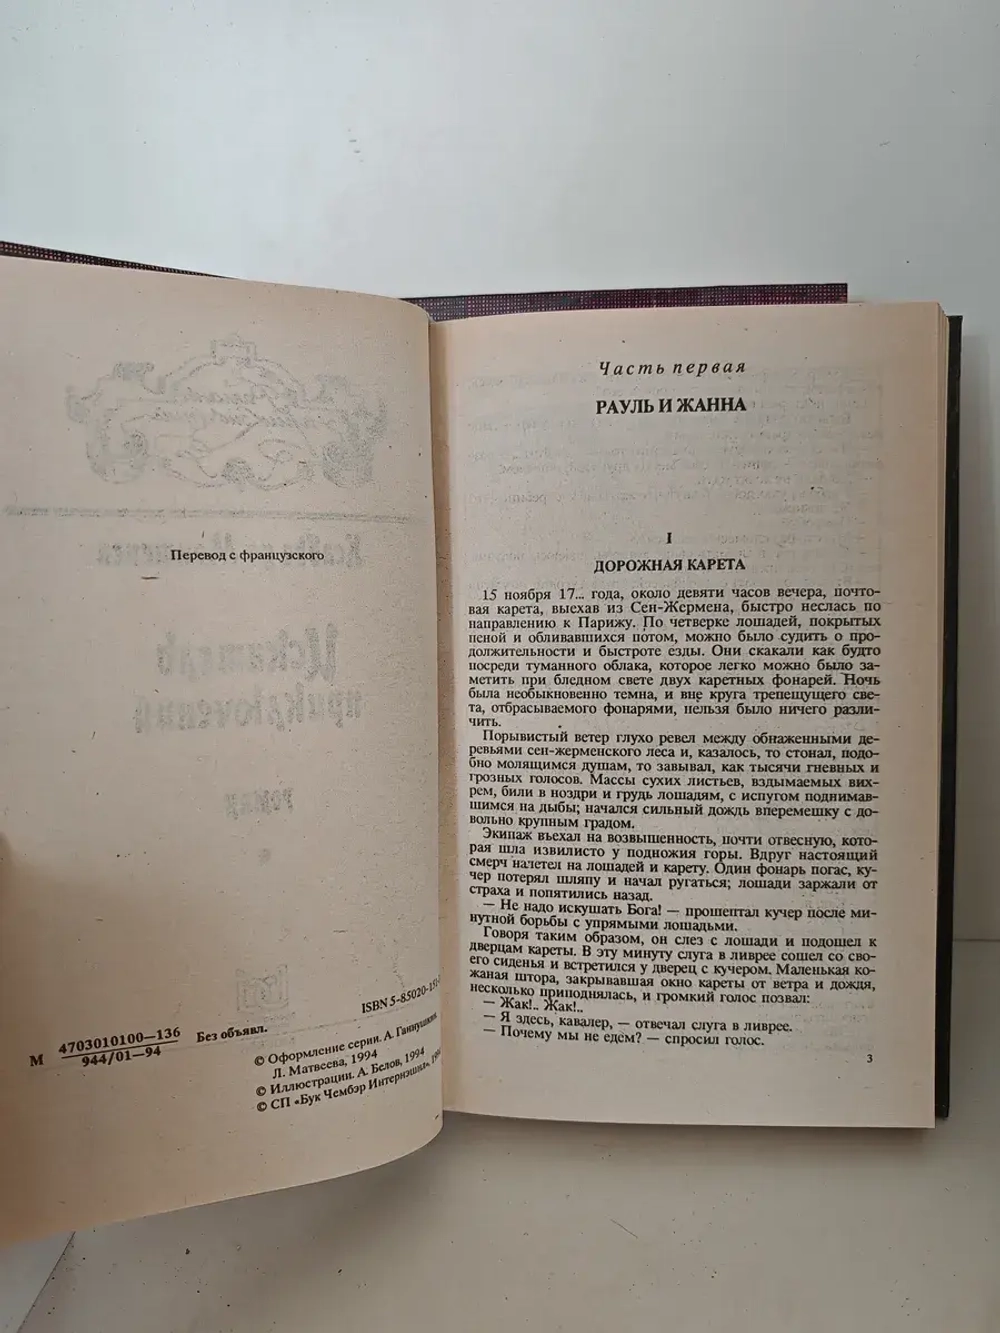 Перевод с французского
ISBN 5-85020-151-
М 4703010100—136 Без объявл.
944/01—94
© Оформление серии. А. Ганнушкин,
Л. Матвеева, 1994
© Иллюстрации. А. Белов, 1994
© СП «Бук Чембэр Интернэшнл», 1994
Часть первая
РАУЛЬ И ЖАННА
I
ДОРОЖНАЯ КАРЕТА
15 ноября 17... года, около девяти часов вечера, почто-
вая карета, выехав из Сен-Жермена, быстро неслась по
направлению к Парижу. По четверке лошадей, покрытых
пеной и обливавшихся потом, можно было судить о про-
должительности и быстроте езды. Они скакали как будто
посреди туманного облака, которое легко можно было за-
метить при бледном свете двух каретных фонарей. Ночь
была необыкновенно темна, и вне круга трепещущего све-
та, отбрасываемого фонарями, нельзя было ничего разли-
чить.
Порывистый ветер глухо ревел между обнаженными де-
ревьями сен-жерменского леса и, казалось, то стонал, подо-
бно молящимся душам, то завывал, как тысячи гневных и
грозных голосов. Массы сухих листьев, вздымаемых вих-
рем, били в ноздри и грудь лошадям, с испугом поднимав-
шимся на дыбы; начался сильный дождь вперемешку с до-
вольно крупным градом.
Экипаж въехал на возвышенность, почти отвесную, кото-
рая шла извилисто у подножия горы. Вдруг настоящий
смерч налетел на лошадей и карету. Один фонарь погас, ку-
чер потерял шляпу и начал ругаться; лошади заржали от
страха и попятились назад.
— Не надо искушать Бога! — прошептал кучер после ми-
нутной борьбы с упрямыми лошадьми.
Говоря таким образом, он слез с лошади и подошел к
дверцам кареты. В эту минуту слуга в ливрее сошел со сво-
его сиденья и встретился у дверец с кучером. Маленькая ко-
жаная штора, закрывавшая окно кареты от ветра и дождя,
несколько приподнялась, и громкий голос позвал:
— Жак!.. Жак!..
— Я здесь, кавалер, — отвечал слуга в ливрее.
— Почему мы не едем? — спросил голос.
3